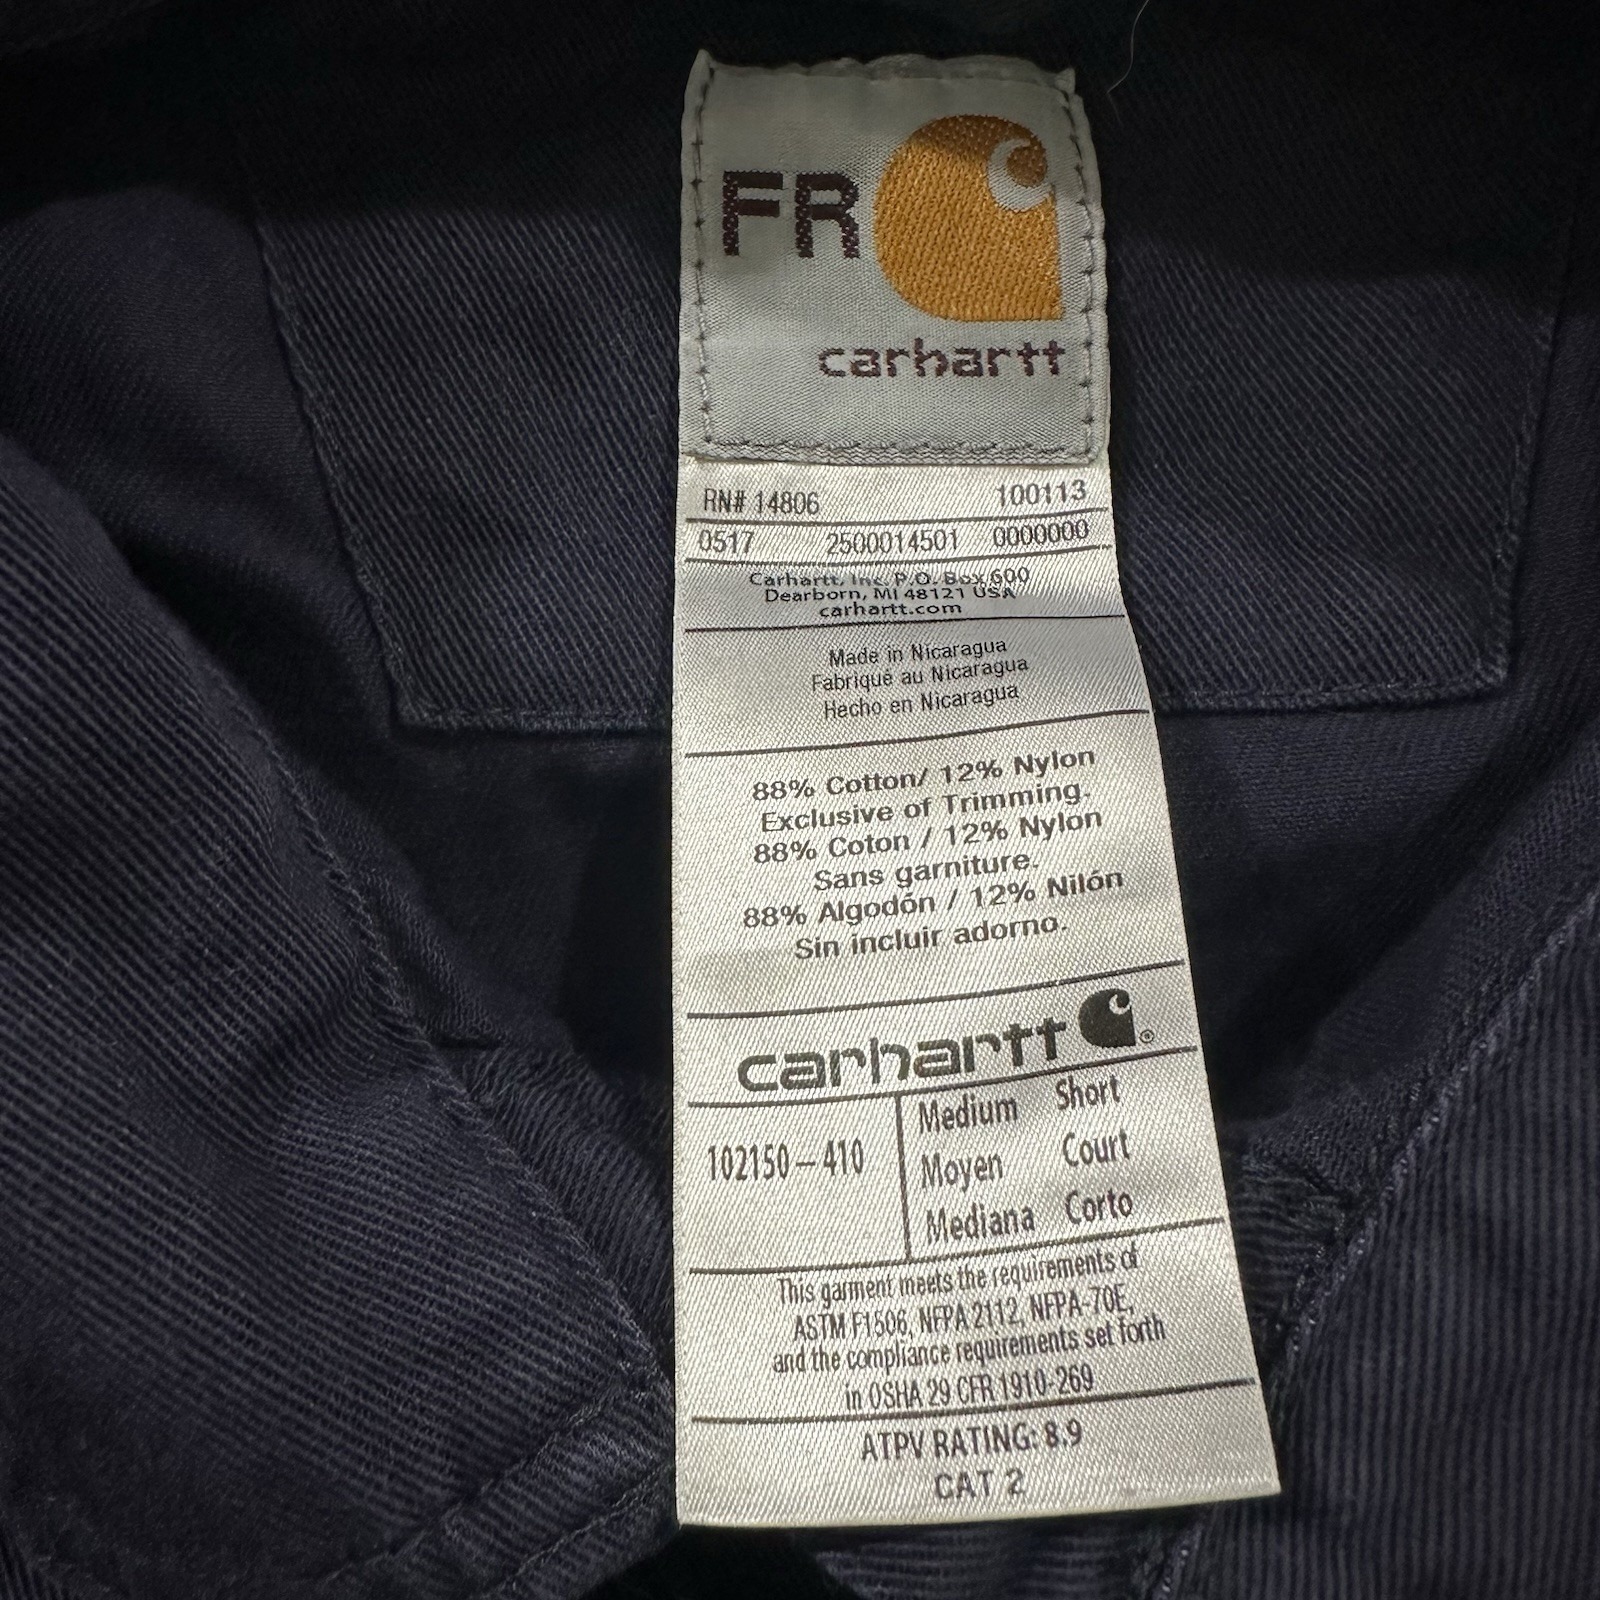 FR
carhartt
RN# 14806 100113
0517 2500014501 0000000
Carhartt, Inc. P.O. Box 600
Dearborn, MI 48121 USA
carhartt.com
Made in Nicaragua
Fabriqué au Nicaragua
Hecho en Nicaragua
88% Cotton/ 12% Nylon
Exclusive of Trimming.
88% Coton / 12% Nylon
Sans garniture.
88% Algodón / 12% Nilón
Sin incluir adorno.
carhartt ®
102150-410
Medium Short
Moyen Court
Mediana Corto
This garment meets the requirements of
ASTM F1506, NFPA 2112, NFPA-70E,
and the compliance requirements set forth
in OSHA 29 CFR 1910-269
ATPV RATING: 8.9
CAT 2